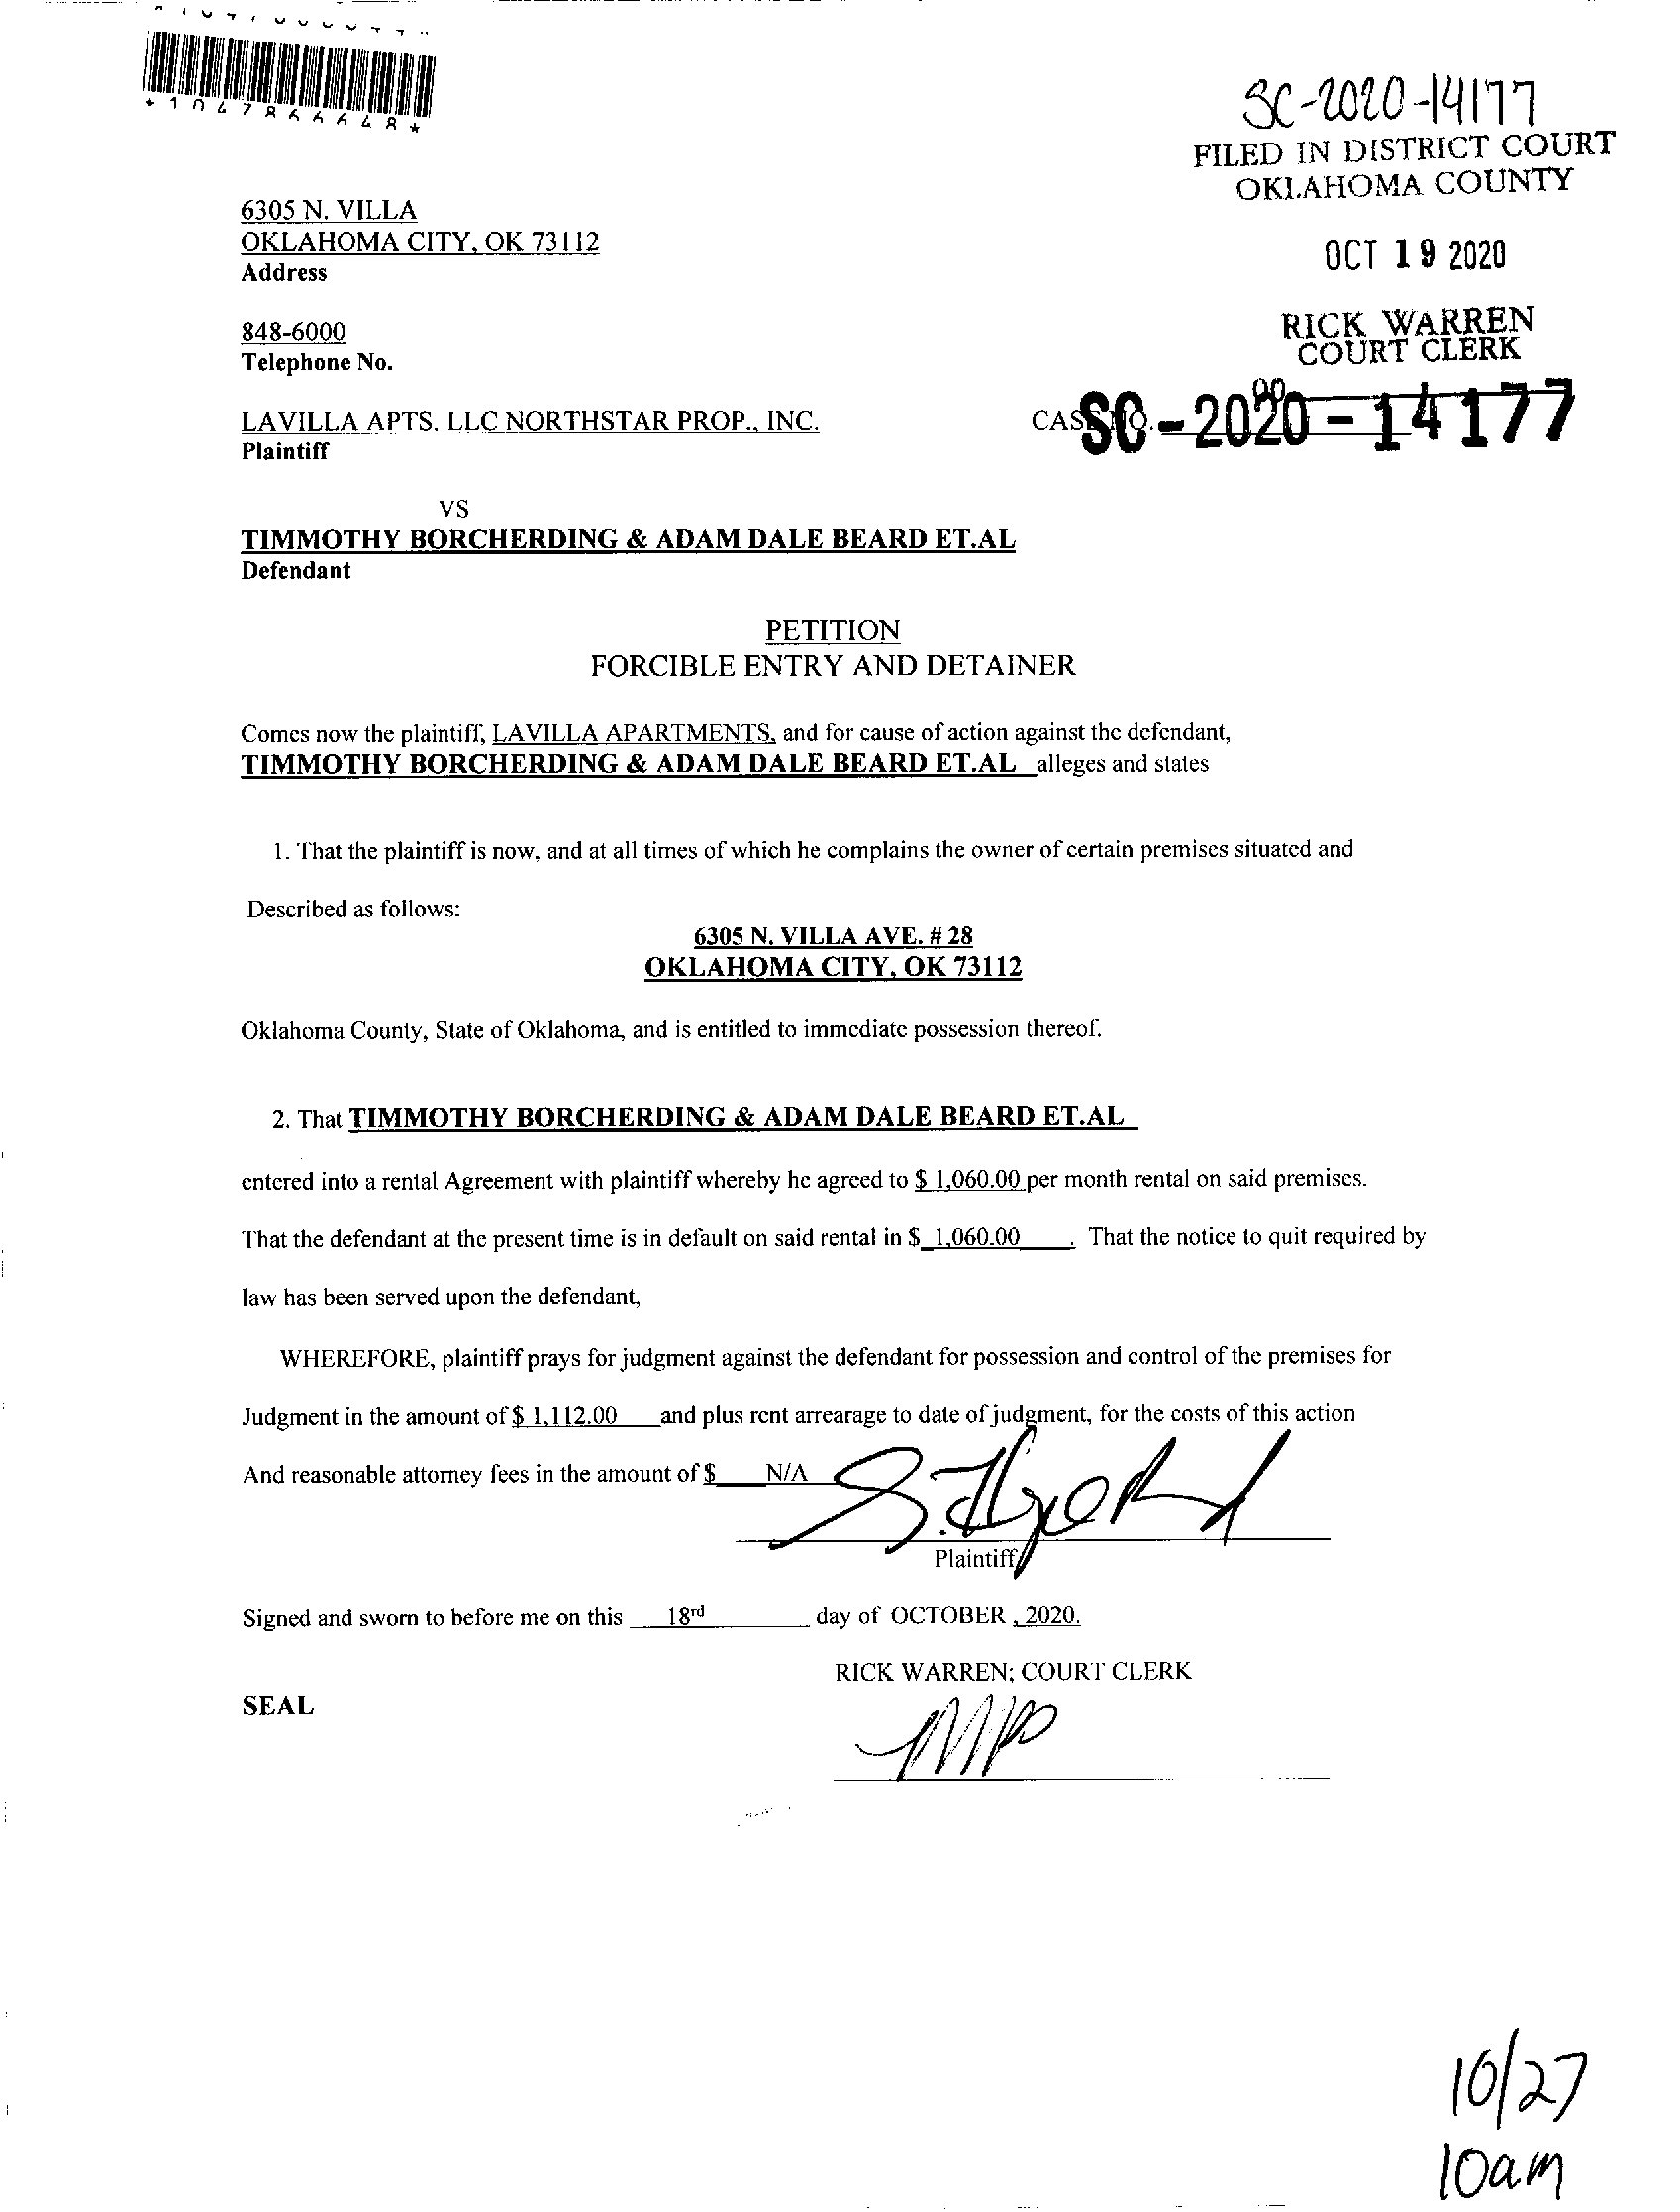 *1047866648*
SC-2020-14177
FILED IN DISTRICT COURT
OKLAHOMA COUNTY
OCT 19 2020
RICK WARREN
COURT CLERK
6305 N. VILLA
OKLAHOMA CITY, OK 73112
Address
848-6000
Telephone No.
LAVILLA APTS. LLC NORTHSTAR PROP., INC.
Plaintiff
SC-2020-14177
VS
TIMMOTHY BORCHERDING & ADAM DALE BEARD ET.AL
Defendant
PETITION
FORCIBLE ENTRY AND DETAINER
Comes now the plaintiff, LAVILLA APARTMENTS, and for cause of action against the defendant,
TIMMOTHY BORCHERDING & ADAM DALE BEARD ET.AL alleges and states
1. That the plaintiff is now, and at all times of which he complains the owner of certain premises situated and
Described as follows:
6305 N. VILLA AVE. # 28
OKLAHOMA CITY, OK 73112
Oklahoma County, State of Oklahoma, and is entitled to immediate possession thereof.
2. That TIMMOTHY BORCHERDING & ADAM DALE BEARD ET.AL
entered into a rental Agreement with plaintiff whereby he agreed to $ 1,060.00 per month rental on said premises.
That the defendant at the present time is in default on said rental in $ 1,060.00 . That the notice to quit required by
law has been served upon the defendant,
WHEREFORE, plaintiff prays for judgment against the defendant for possession and control of the premises for
Judgment in the amount of $ 1,112.00 and plus rent arrearage to date of judgment, for the costs of this action
And reasonable attorney fees in the amount of $ N/A
Plaintiff
Signed and sworn to before me on this 18rd day of OCTOBER , 2020.
RICK WARREN; COURT CLERK
SEAL
10/27
10am